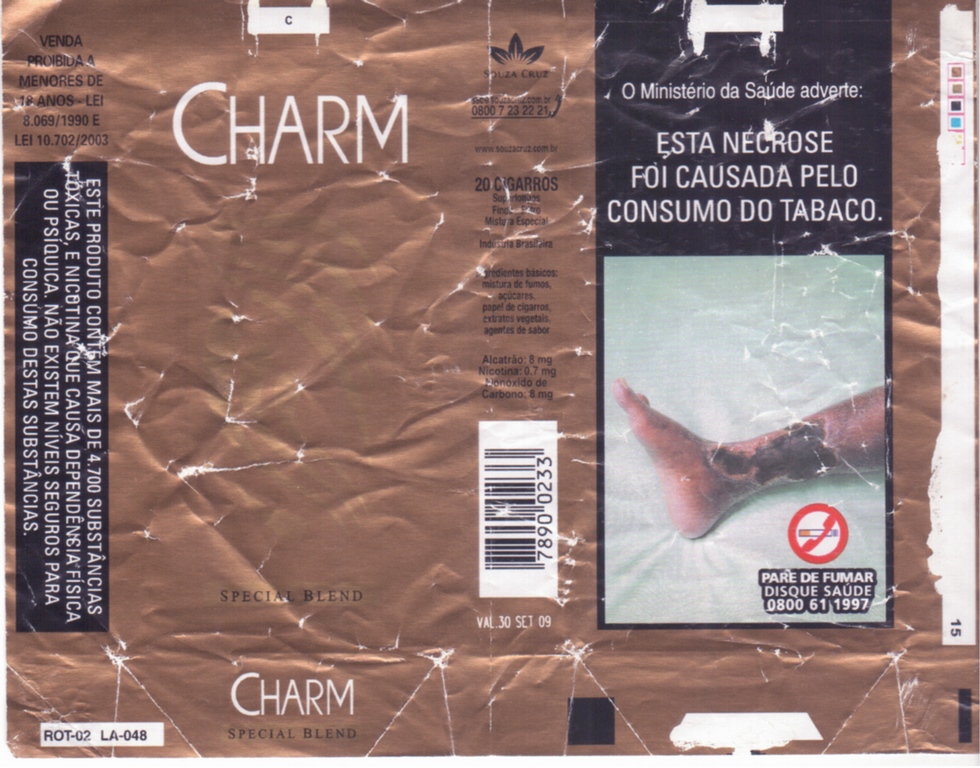 C
VENDA
PROIBIDA A
MENORES DE
18 ANOS - LEI
8.069/1990 E
LEI 10.702/2003
ESTE PRODUTO CONTÉM MAIS DE 4.700 SUBSTÂNCIAS
TÓXICAS, E NICOTINA QUE CAUSA DEPENDÊNCIA FÍSICA
OU PSÍQUICA. NÃO EXISTEM NÍVEIS SEGUROS PARA
CONSUMO DESTAS SUBSTÂNCIAS.
CHARM
SPECIAL BLEND
CHARM
SPECIAL BLEND
ROT-02 LA-048
SOUZA CRUZ
0800 7 23 22 21
www.souzacruz.com.br
20 CIGARROS
Mistura Especial
Indústria Brasileira
básicos:
mistura de fumos,
açúcares,
papel de cigarros,
extratos vegetais,
agentes de sabor
Alcatrão: 8 mg
Nicotina: 0.7 mg
Monóxido de
Carbono: 8 mg
7890 0233
VAL.30 SET 09
O Ministério da Saúde adverte:
ESTA NECROSE
FOI CAUSADA PELO
CONSUMO DO TABACO.
PARE DE FUMAR
DISQUE SAÚDE
0800 61 1997
15